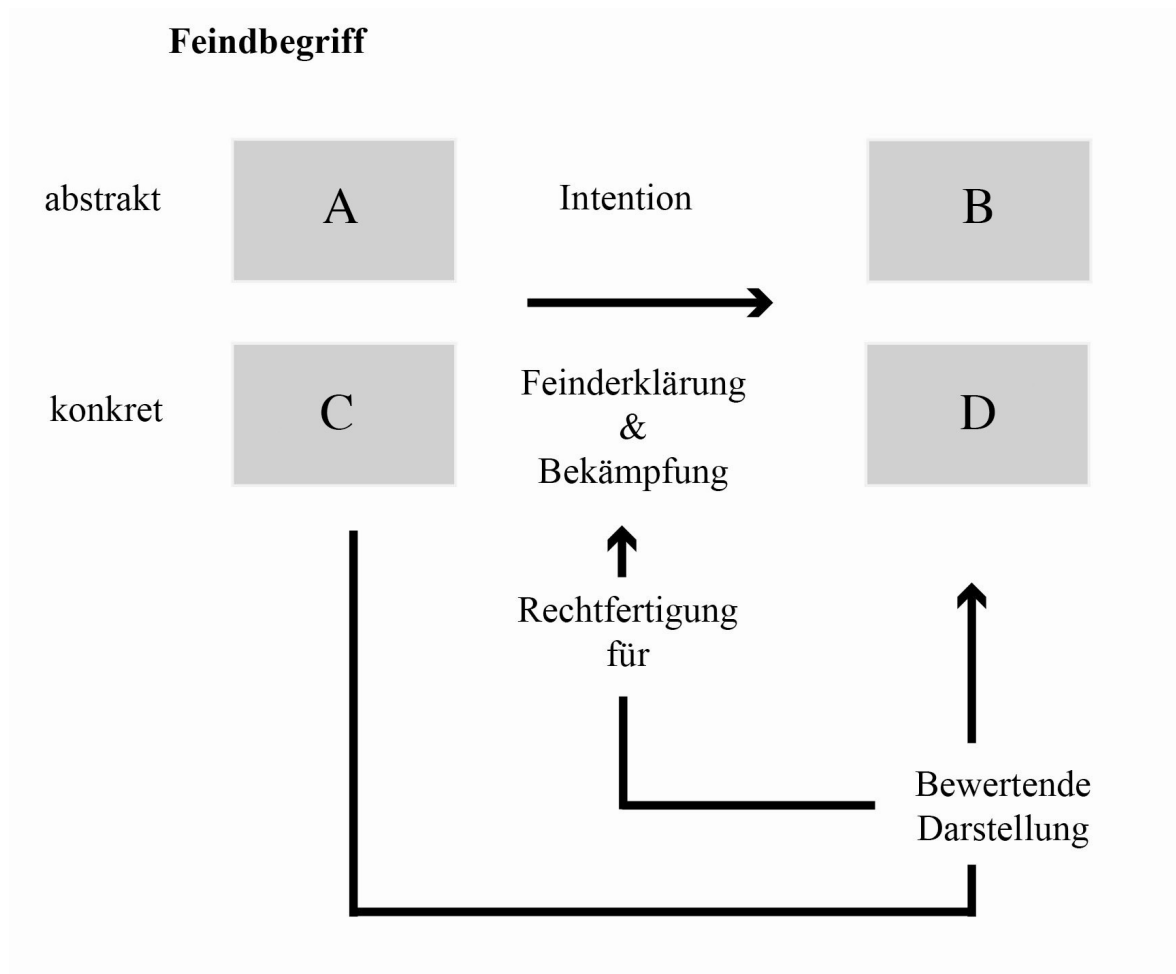 Feindbegriff
abstrakt
A
Intention
B
konkret
C
Feinderklärung
&
Bekämpfung
D
Rechtfertigung
für
Bewertende
Darstellung